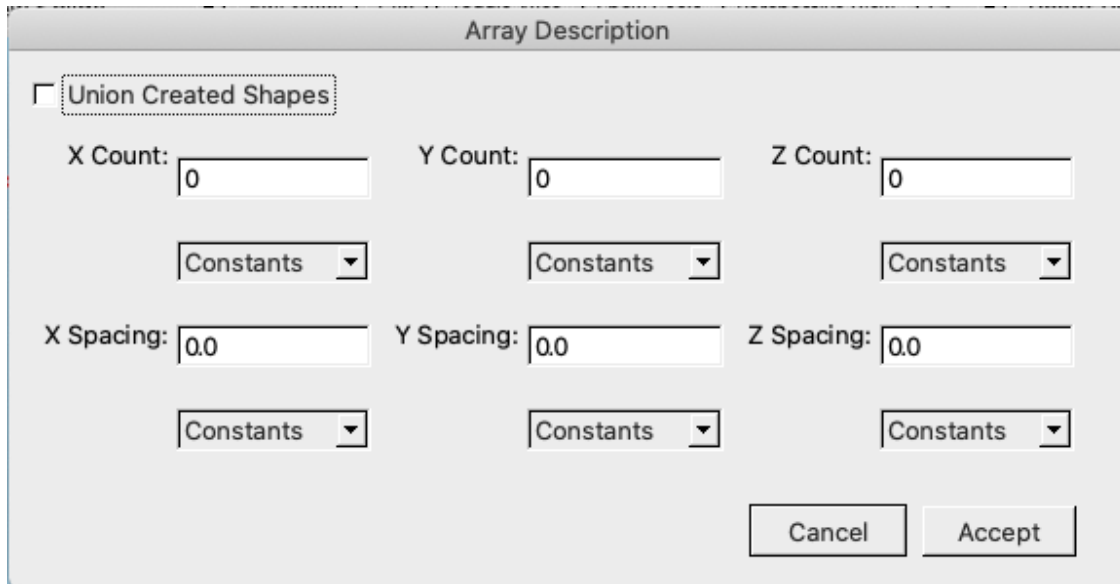 Array Description
Union Created Shapes
X Count: 0 Y Count: 0 Z Count: 0
Constants Constants Constants
X Spacing: 0.0 Y Spacing: 0.0 Z Spacing: 0.0
Constants Constants Constants
Cancel Accept